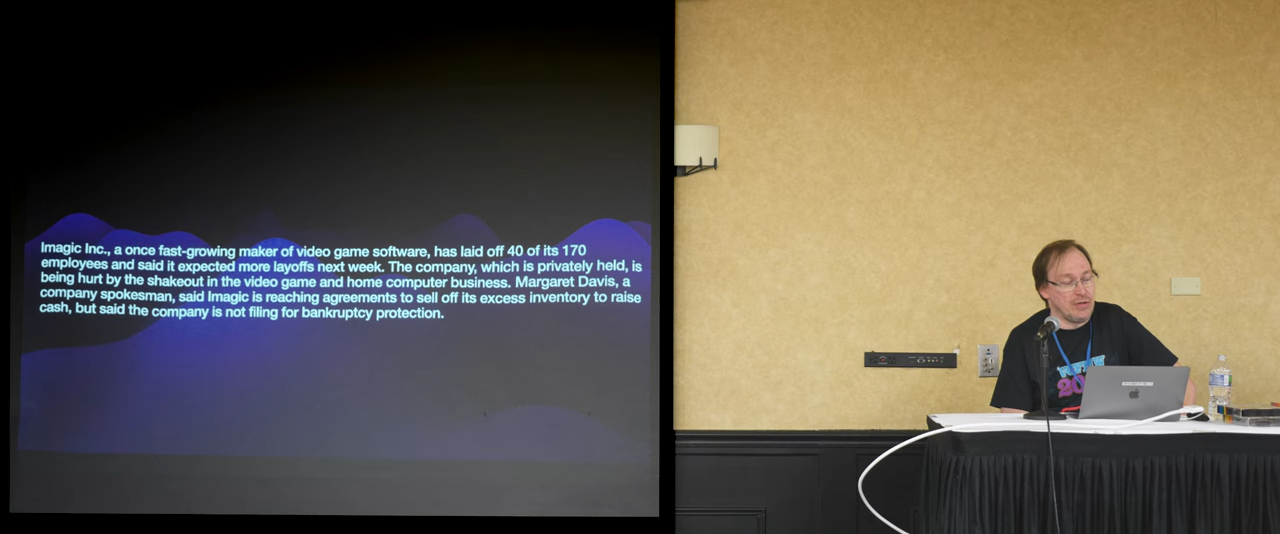 Imagic Inc., a once fast-growing maker of video game software, has laid off 40 of its 170
employees and said it expected more layoffs next week. The company, which is privately held, is
being hurt by the shakeout in the video game and home computer business. Margaret Davis, a
company spokesman, said Imagic is reaching agreements to sell off its excess inventory to raise
cash, but said the company is not filing for bankruptcy protection.